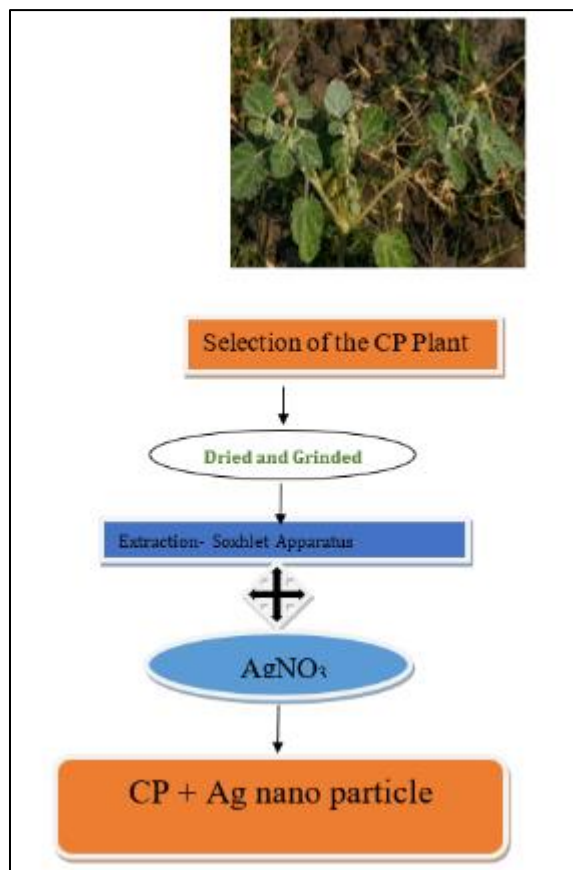 Selection of the CP Plant
Dried and Grinded
Extraction- Soxhlet Apparatus
AgNO₃
CP + Ag nano particle